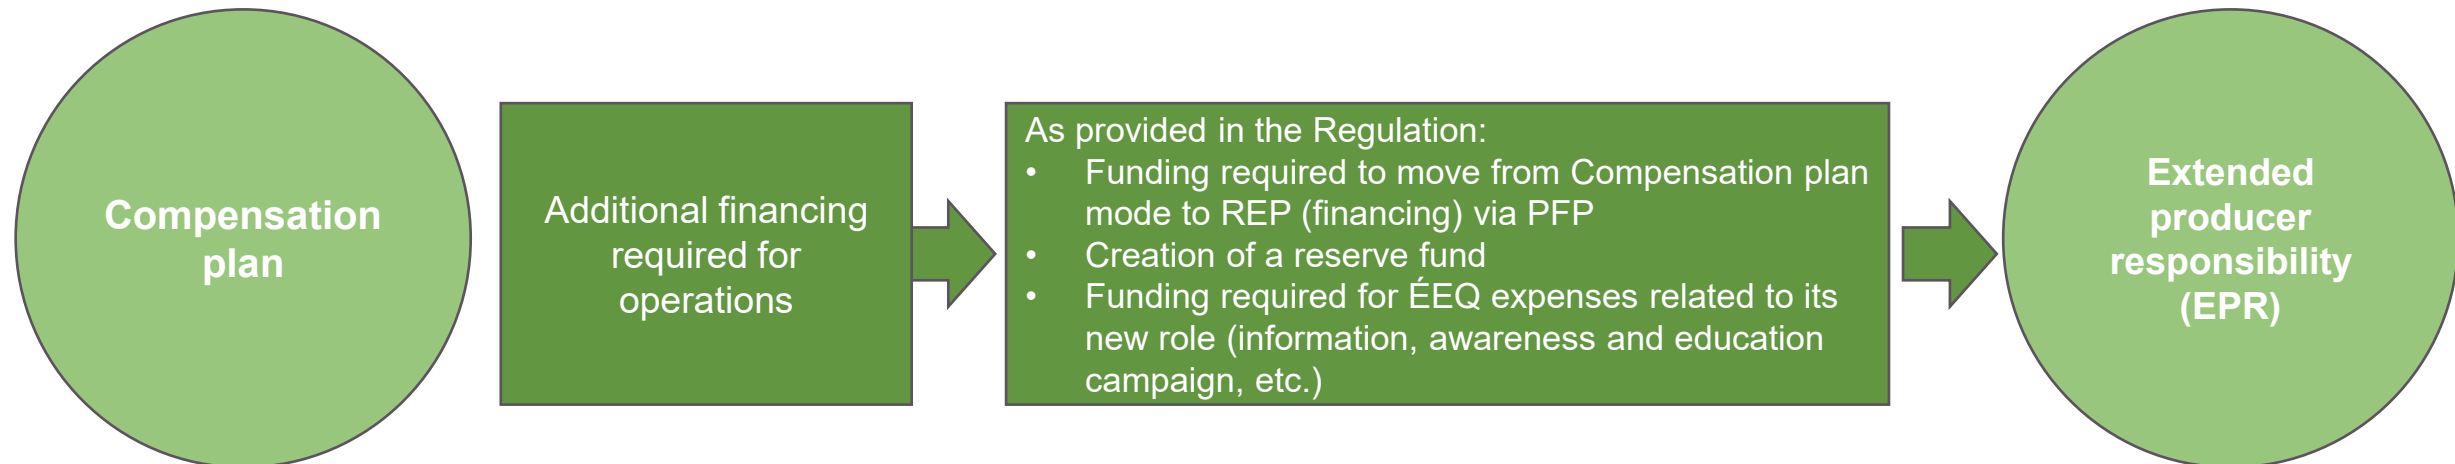 Compensation
plan
Additional financing
required for
operations
As provided in the Regulation:
• Funding required to move from Compensation plan
mode to REP (financing) via PFP
• Creation of a reserve fund
• Funding required for ÉEQ expenses related to its
new role (information, awareness and education
campaign, etc.)
Extended
producer
responsibility
(EPR)